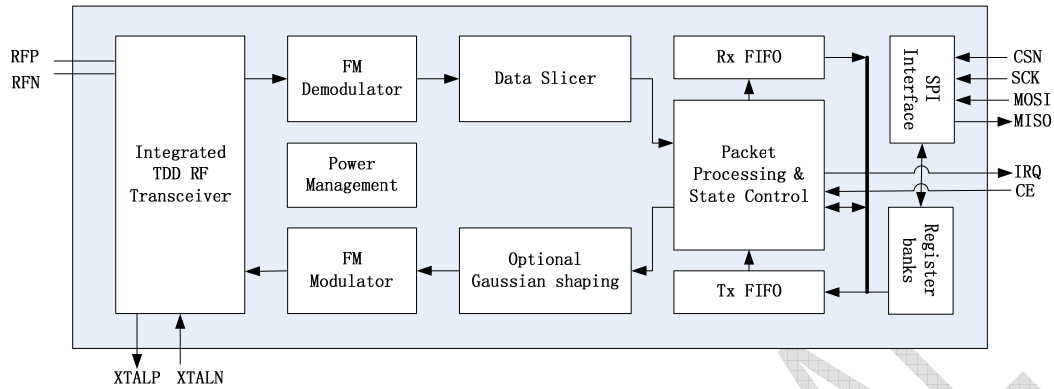 RFP
RFN
Integrated
TDD RF
Transceiver
FM
Demodulator
Data Slicer
Rx FIFO
SPI
Interface
CSN
SCK
MOSI
MISO
Power
Management
Packet
Processing &
State Control
IRQ
CE
FM
Modulator
Optional
Gaussian shaping
Tx FIFO
Register
banks
XTALP
XTALN